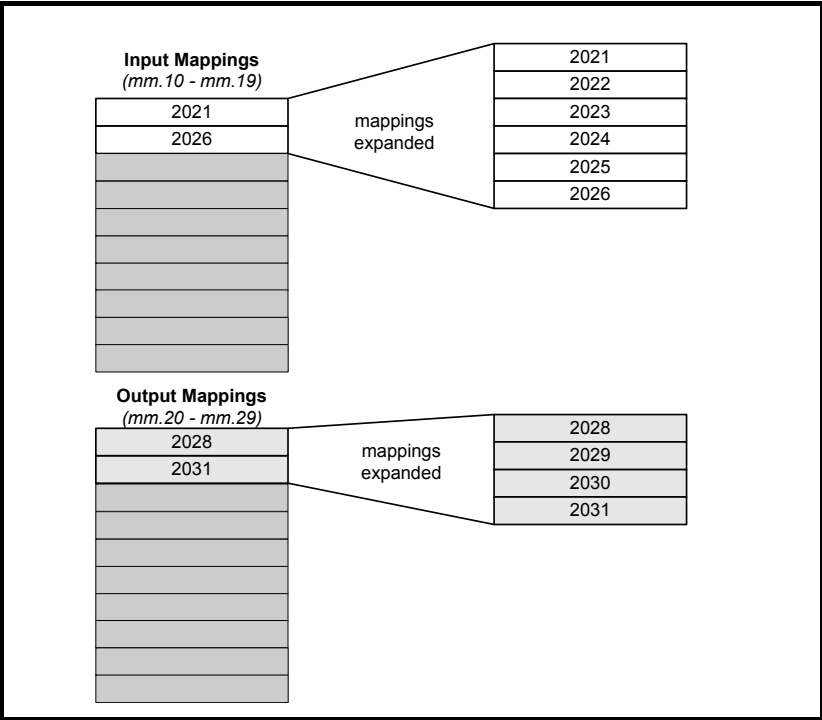 Input Mappings
(mm.10 - mm.19)
2021
2026
mappings
expanded
2021
2022
2023
2024
2025
2026
Output Mappings
(mm.20 - mm.29)
2028
2031
mappings
expanded
2028
2029
2030
2031